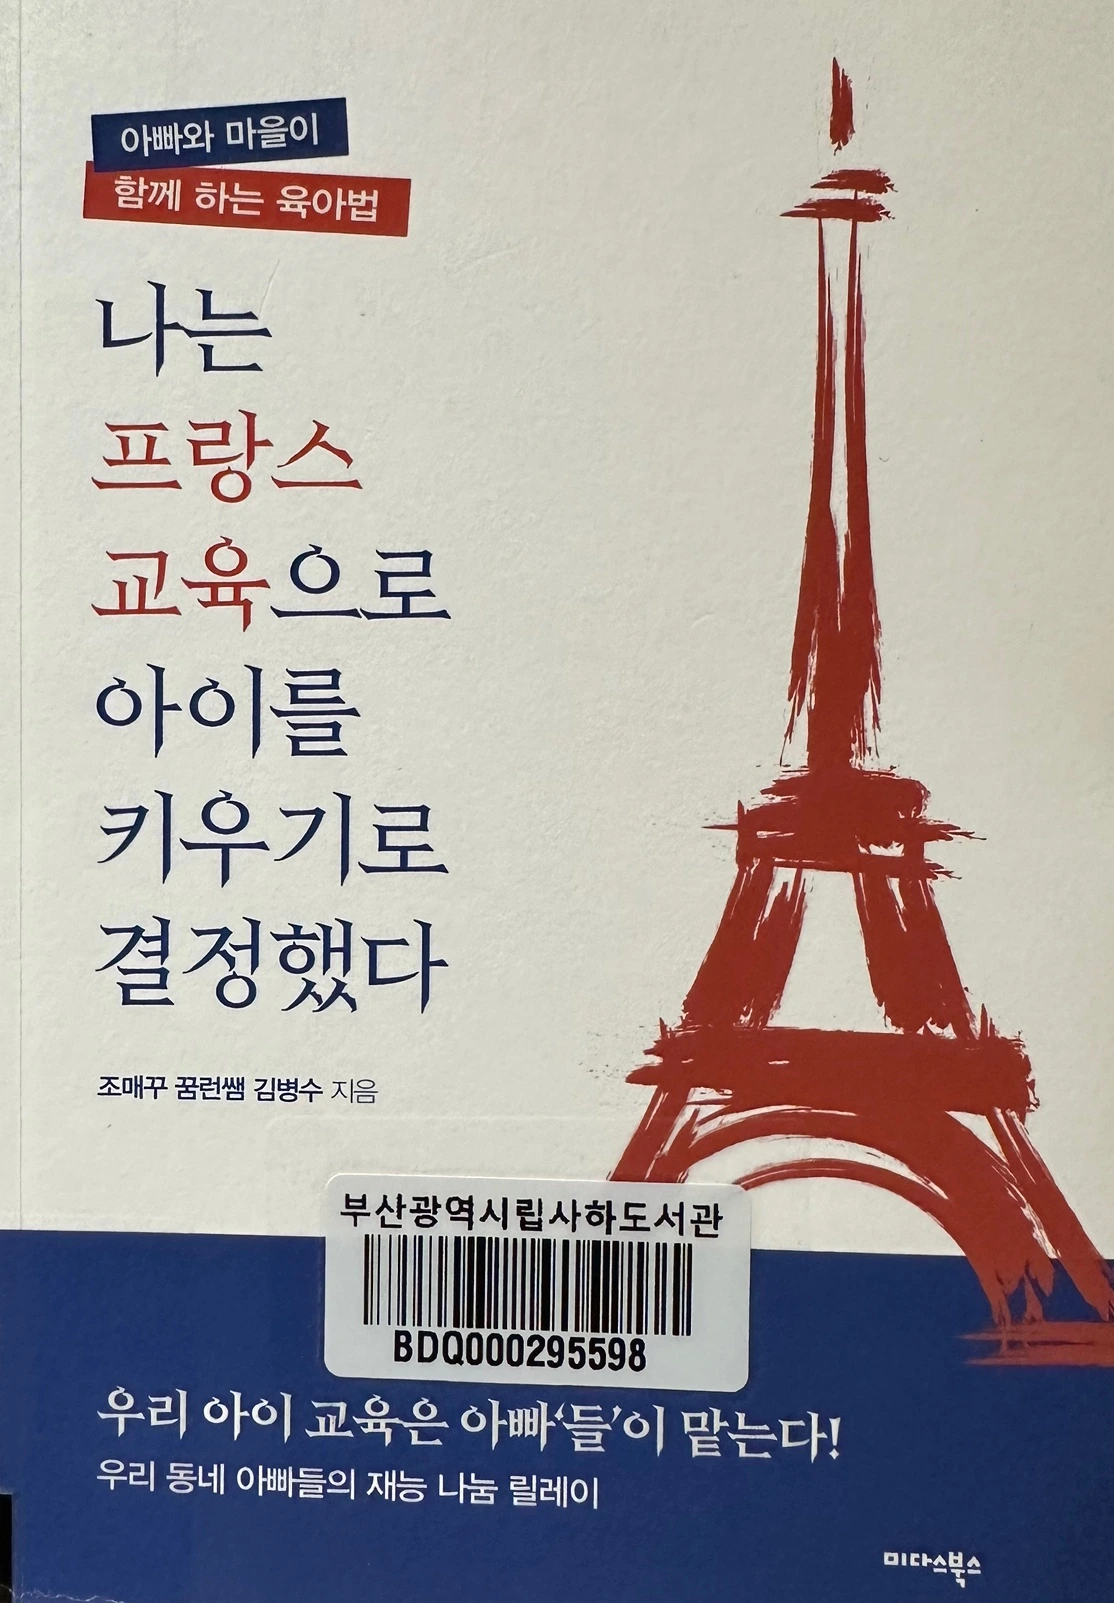 아빠와 마을이
함께 하는 육아법
나는
프랑스
교육으로
아이를
키우기로
결정했다
조매꾸 꿈런쌤 김병수 지음
부산광역시립사하도서관
BDQ000295598
우리 아이 교육은 아빠‘들’이 맡는다!
우리 동네 아빠들의 재능 나눔 릴레이
미다스북스